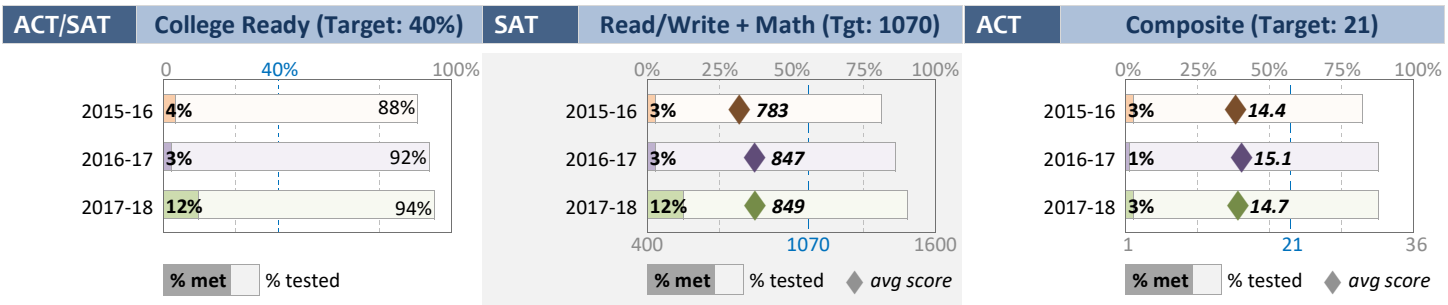 ACT/SAT College Ready (Target: 40%)
0 40% 100%
2015-16 4% 88%
2016-17 3% 92%
2017-18 12% 94%
% met % tested
SAT Read/Write + Math (Tgt: 1070)
0% 25% 50% 75% 100%
2015-16 3% 783
2016-17 3% 847
2017-18 12% 849
400 1070 1600
% met % tested avg score
ACT Composite (Target: 21)
0% 25% 50% 75% 100%
2015-16 3% 14.4
2016-17 1% 15.1
2017-18 3% 14.7
1 21 36
% met % tested avg score